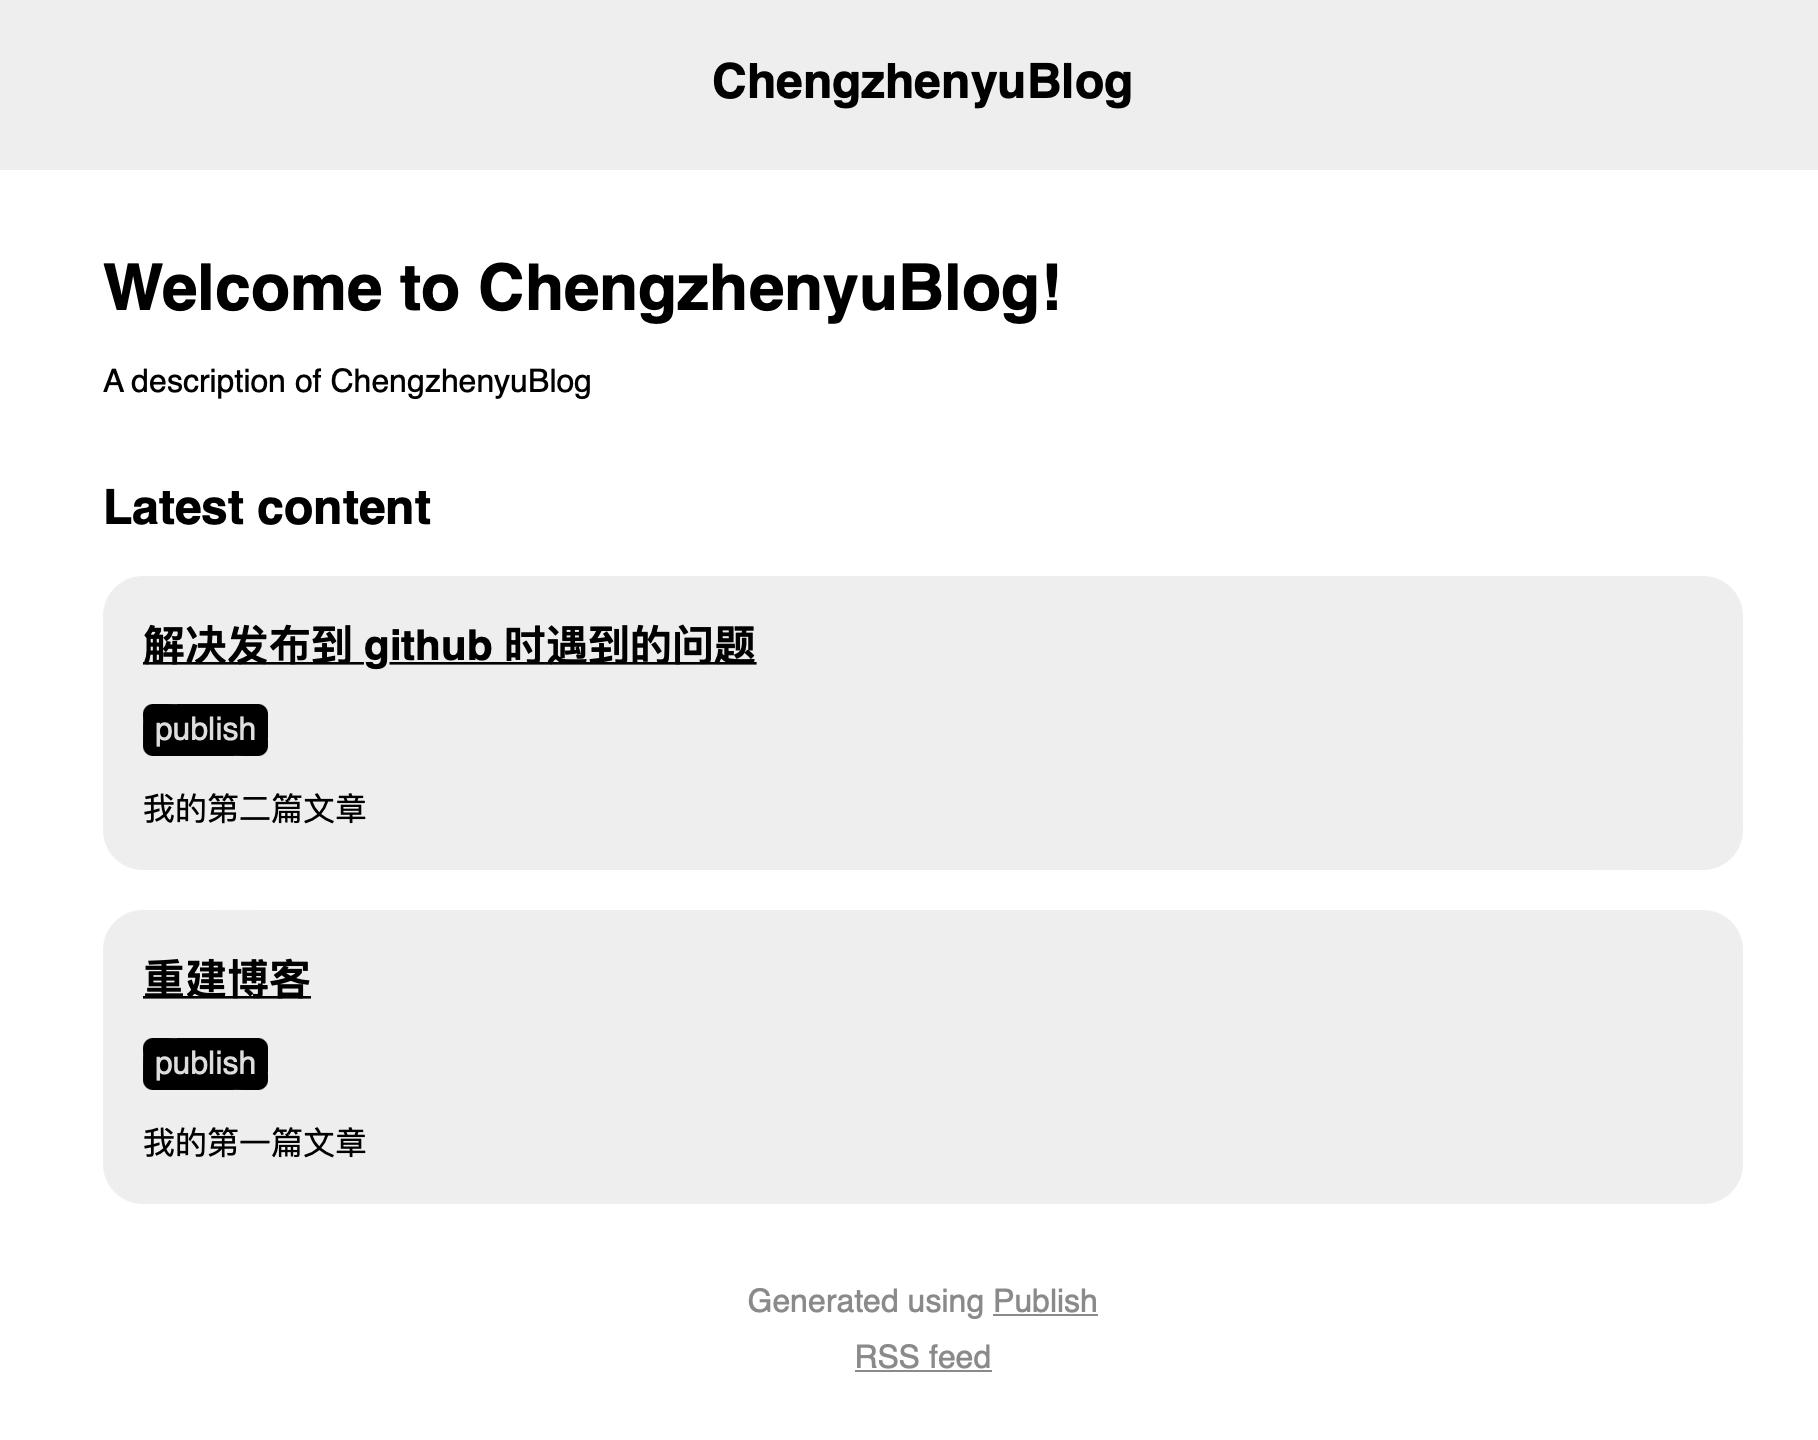 ChengzhenyuBlog
Welcome to ChengzhenyuBlog!
A description of ChengzhenyuBlog
Latest content
解决发布到 github 时遇到的问题
publish
我的第二篇文章
重建博客
publish
我的第一篇文章
Generated using Publish
RSS feed